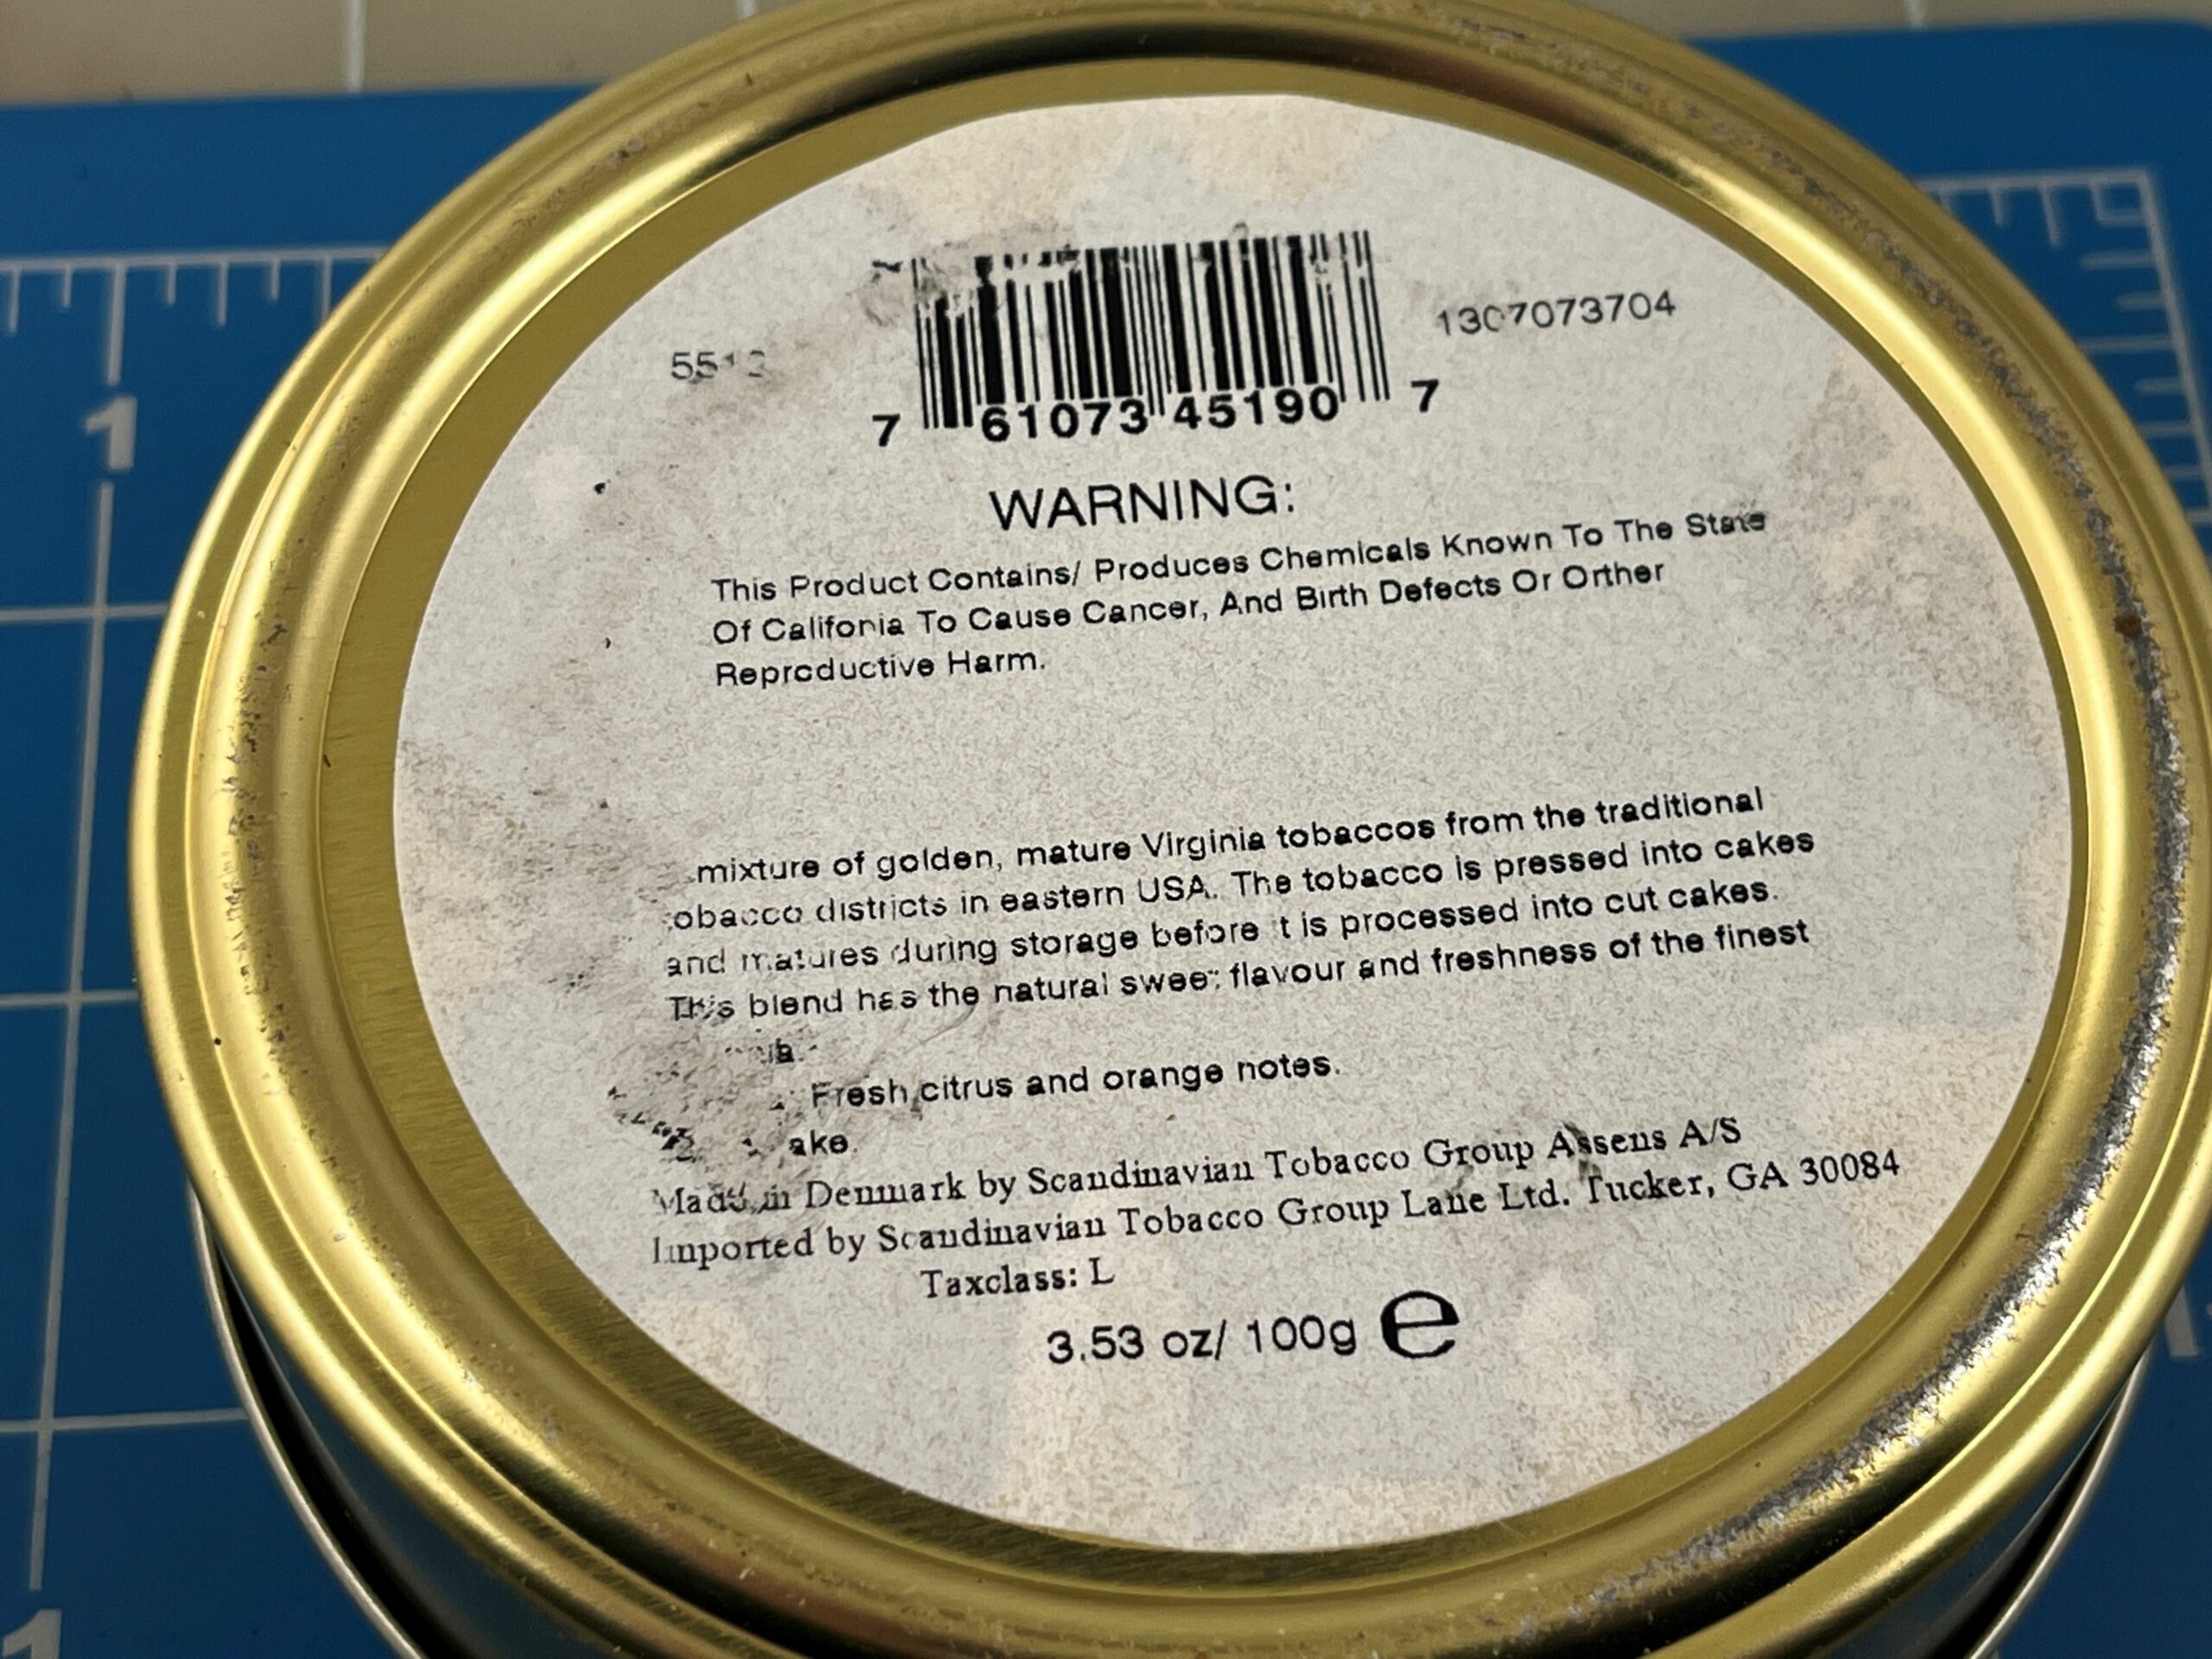 1307073704
7 61073 45190 7
WARNING:
This Product Contains/ Produces Chemicals Known To The State
Of Califonia To Cause Cancer, And Birth Defects Or Orther
Reproductive Harm.
mixture of golden, mature Virginia tobaccos from the traditional
tobacco districts in eastern USA. The tobacco is pressed into cakes
and matures during storage before it is processed into cut cakes.
This blend has the natural sweet flavour and freshness of the finest
Fresh citrus and orange notes.
Made in Denmark by Scandinavian Tobacco Group Assens A/S
Imported by Scandinavian Tobacco Group Lane Ltd. Tucker, GA 30084
Taxclass: L
3.53 oz/ 100g e
1
1